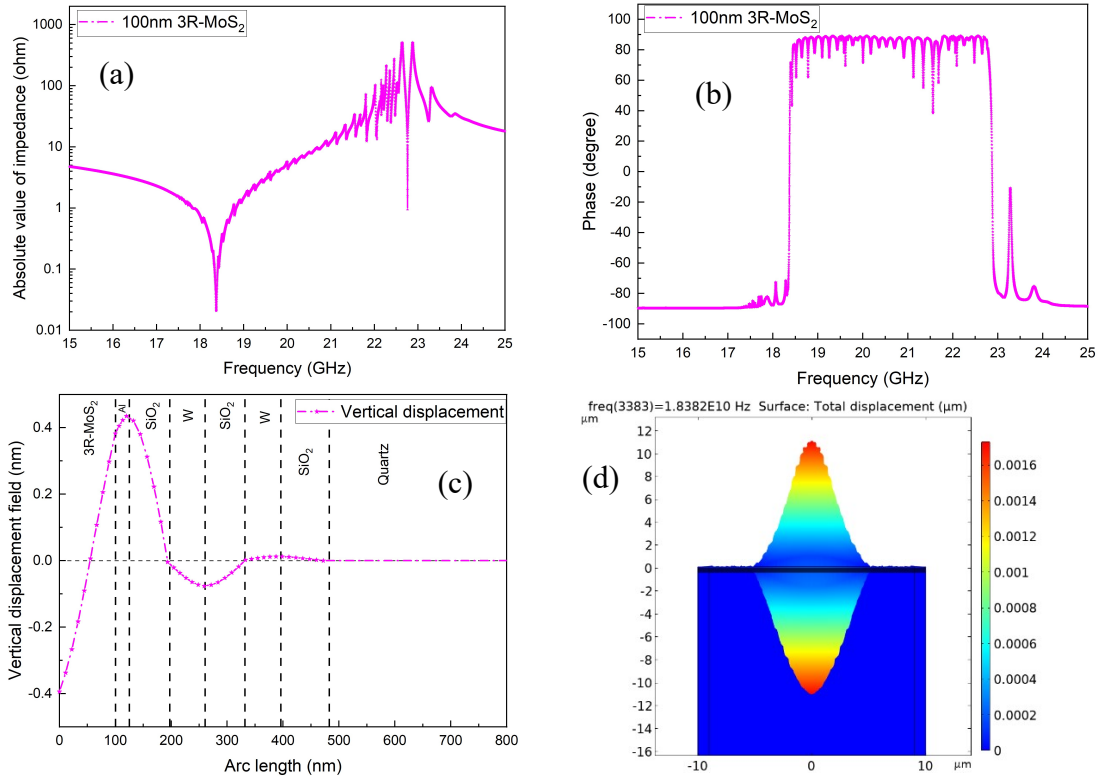 100nm 3R-MoS₂
(a)
Absolute value of impedance (ohm)
1000
100
10
1
0.1
0.01
15 16 17 18 19 20 21 22 23 24 25
Frequency (GHz)
100nm 3R-MoS₂
(b)
Phase (degree)
100
80
60
40
20
0
-20
-40
-60
-80
-100
15 16 17 18 19 20 21 22 23 24 25
Frequency (GHz)
Vertical displacement
(c)
3R-MoS₂
Al
SiO₂
W
SiO₂
W
SiO₂
Quartz
Vertical displacement field (nm)
0.4
0.2
0.0
-0.2
-0.4
0 100 200 300 400 500 600 700 800
Arc length (nm)
freq(3383)=1.8382E10 Hz Surface: Total displacement (μm)
μm
(d)
12
10
8
6
4
2
0
-2
-4
-6
-8
-10
-12
-14
-16
-10 0 10 μm
0.0016
0.0014
0.0012
0.001
0.0008
0.0006
0.0004
0.0002
0